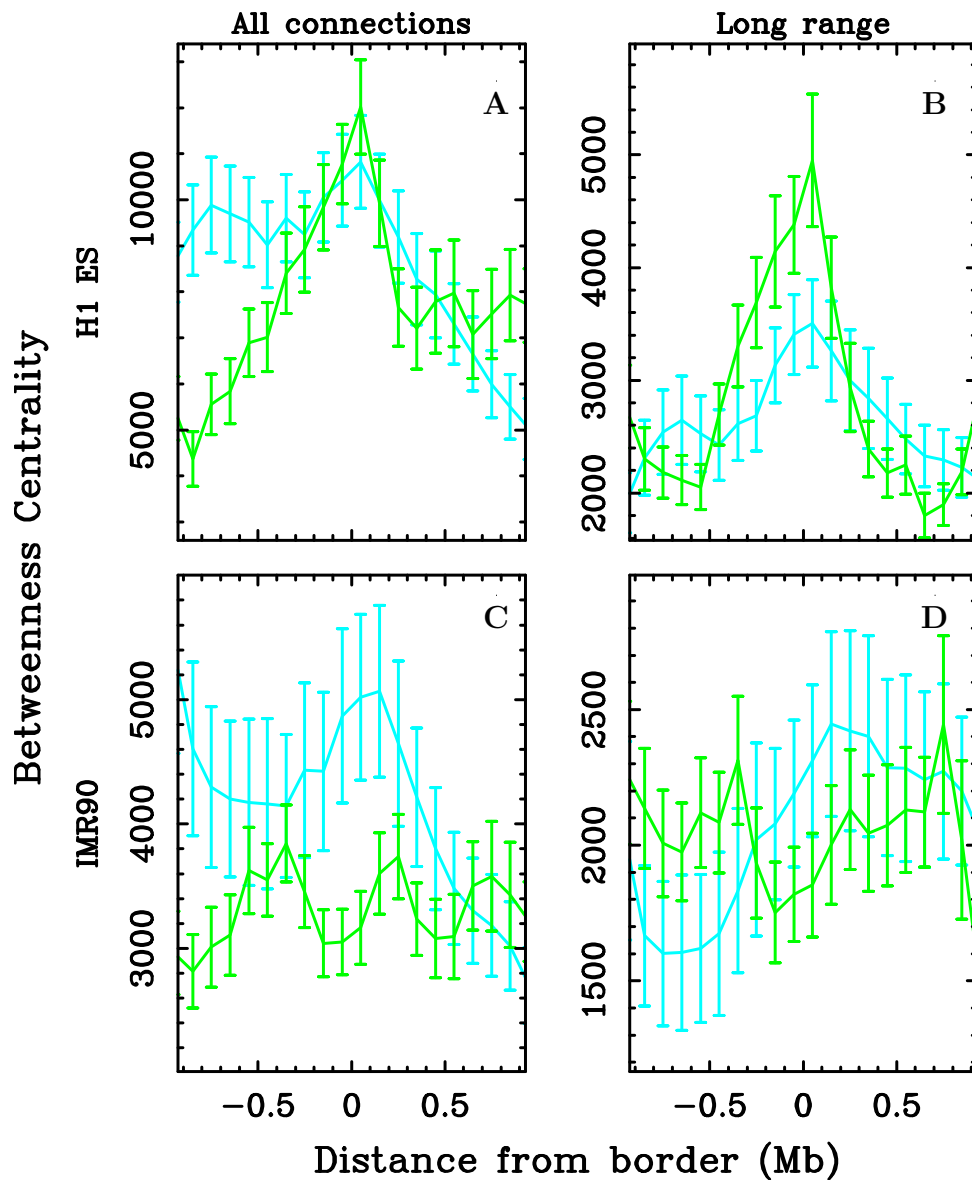 All connections
Long range
A
B
10000
5000
5000
4000
3000
2000
H1 ES
Betweenness Centrality
C
D
5000
4000
3000
2500
2000
1500
IMR90
−0.5 0 0.5
−0.5 0 0.5
Distance from border (Mb)